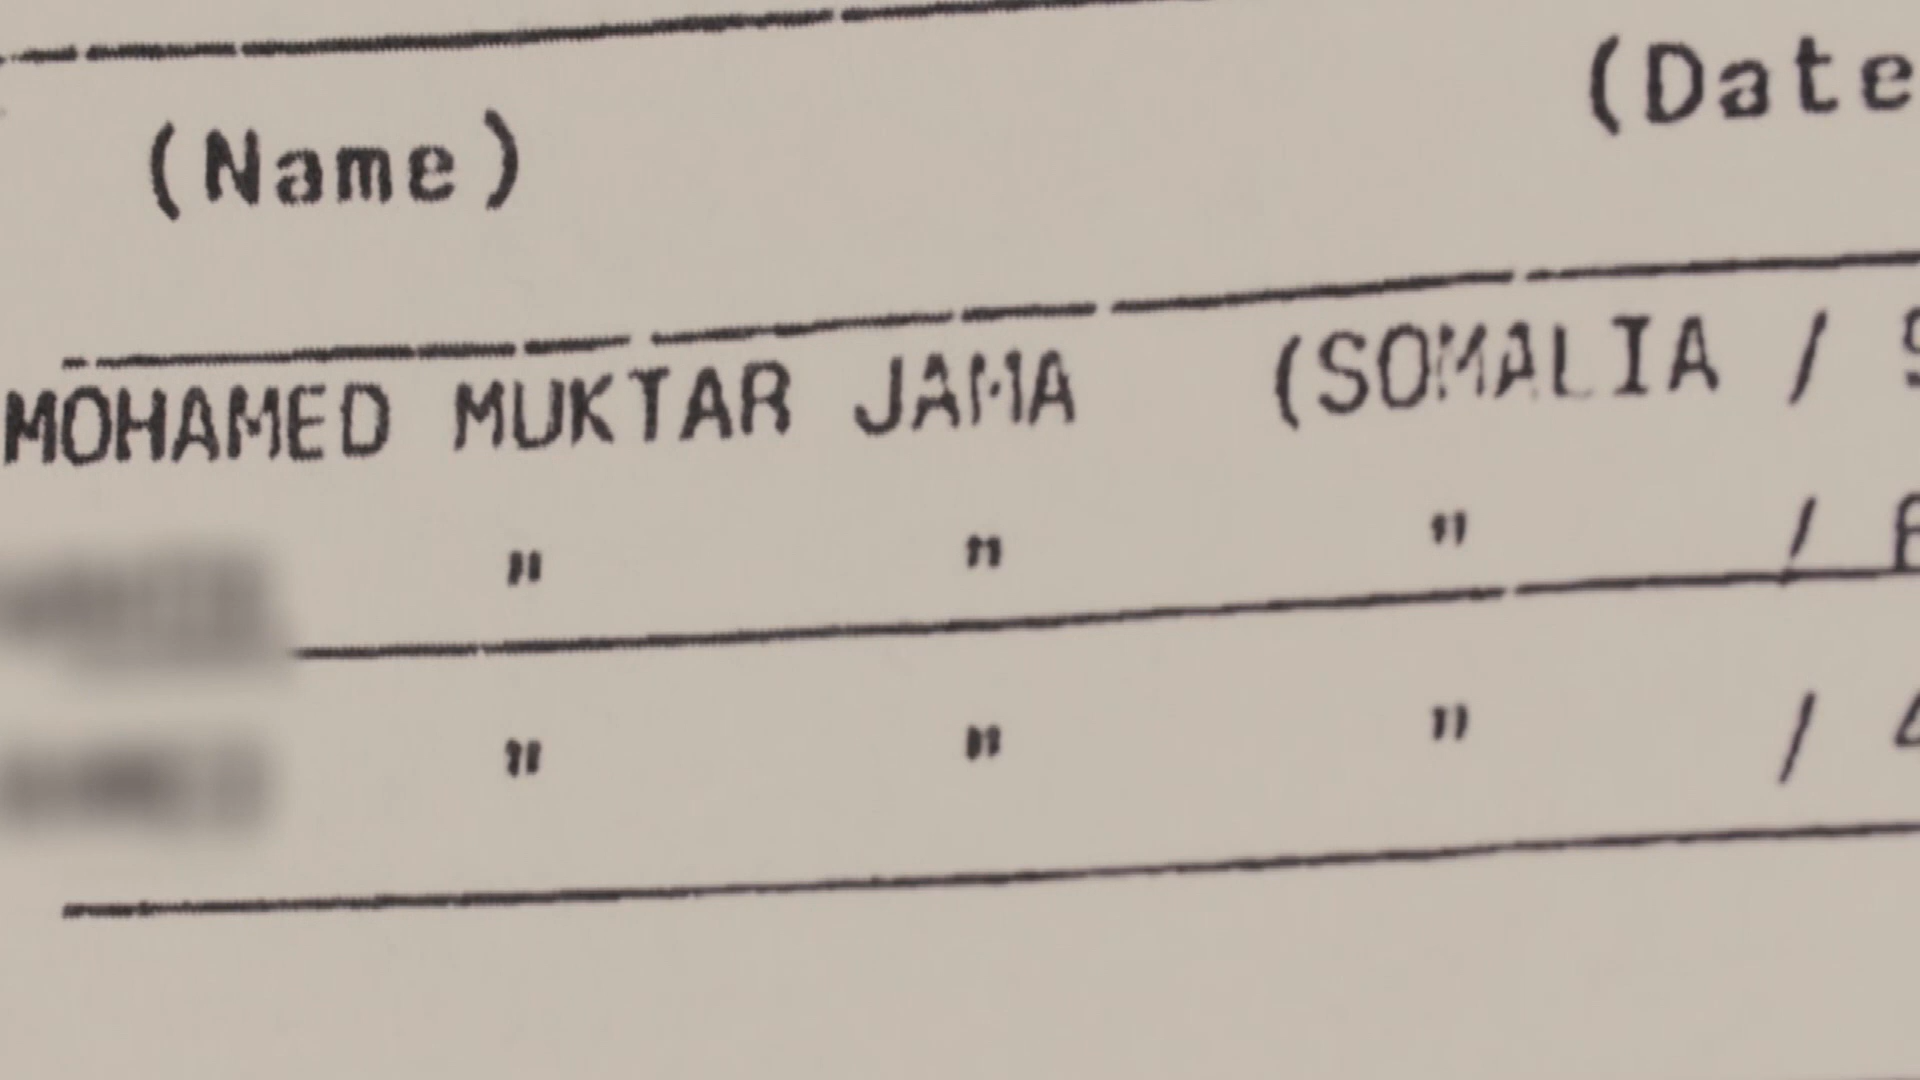 (Name) (Date
MOHAMED MUKTAR JAMA (SOMALIA /
" " " /
" " " /